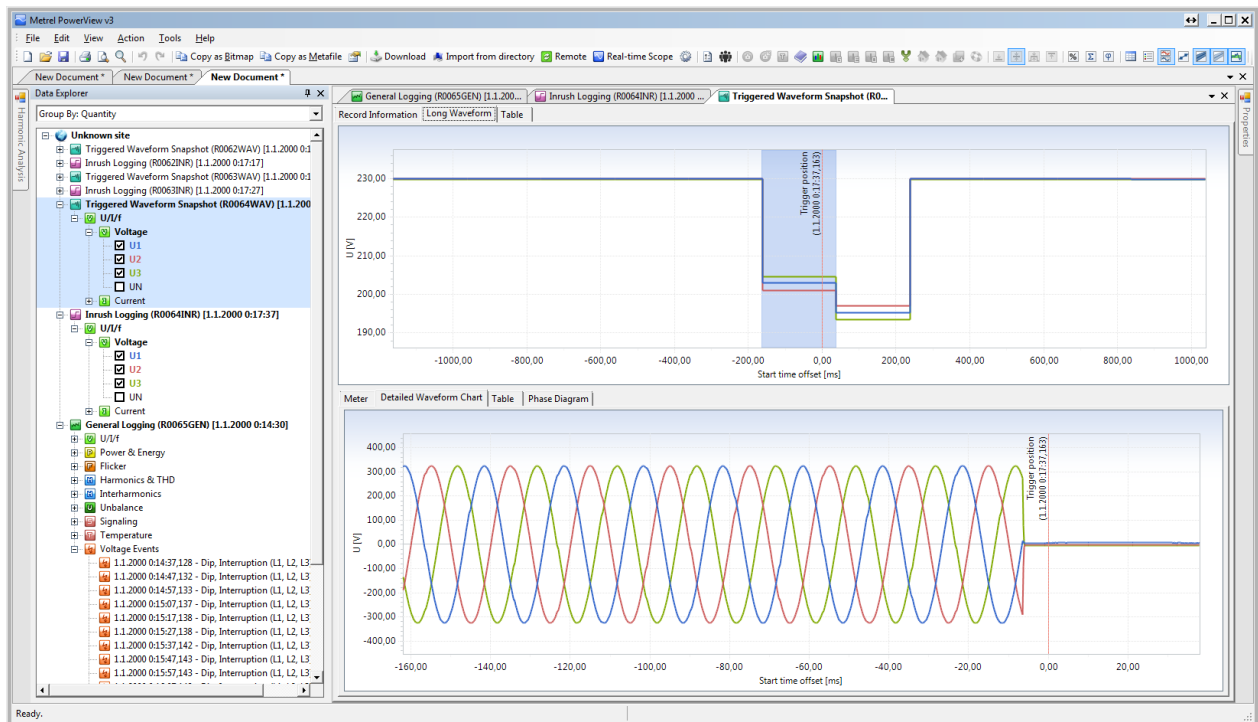 Metrel PowerView v3
File Edit View Action Tools Help
Copy as Bitmap Copy as Metafile Download Import from directory Remote Real-time Scope
New Document * New Document * New Document *
Harmonic Analysis
Data Explorer
Group By: Quantity
Unknown site
Triggered Waveform Snapshot (R0062WAV) [1.1.2000 0:1
Inrush Logging (R0062INR) [1.1.2000 0:17:17]
Triggered Waveform Snapshot (R0063WAV) [1.1.2000 0:1
Inrush Logging (R0063INR) [1.1.2000 0:17:27]
Triggered Waveform Snapshot (R0064WAV) [1.1.200
U/I/f
Voltage
U1
U2
U3
UN
Current
Inrush Logging (R0064INR) [1.1.2000 0:17:37]
U/I/f
Voltage
U1
U2
U3
UN
Current
General Logging (R0065GEN) [1.1.2000 0:14:30]
U/I/f
Power & Energy
Flicker
Harmonics & THD
Interharmonics
Unbalance
Signaling
Temperature
Voltage Events
1.1.2000 0:14:37,128 - Dip, Interruption (L1, L2, L3
1.1.2000 0:14:47,132 - Dip, Interruption (L1, L2, L3
1.1.2000 0:14:57,133 - Dip, Interruption (L1, L2, L3
1.1.2000 0:15:07,137 - Dip, Interruption (L1, L2, L3
1.1.2000 0:15:17,138 - Dip, Interruption (L1, L2, L3
1.1.2000 0:15:27,138 - Dip, Interruption (L1, L2, L3
1.1.2000 0:15:37,142 - Dip, Interruption (L1, L2, L3
1.1.2000 0:15:47,143 - Dip, Interruption (L1, L2, L3
1.1.2000 0:15:57,143 - Dip, Interruption (L1, L2, L3
General Logging (R0065GEN) [1.1.200... Inrush Logging (R0064INR) [1.1.2000 ... Triggered Waveform Snapshot (R0...
Record Information Long Waveform Table
Properties
U [V]
230,00
220,00
210,00
200,00
190,00
Trigger position
(1.1.2000 0:17:37,163)
-1000,00 -800,00 -600,00 -400,00 -200,00 0,00 200,00 400,00 600,00 800,00 1000,00
Start time offset [ms]
Meter Detailed Waveform Chart Table Phase Diagram
U [V]
400,00
300,00
200,00
100,00
0,00
-100,00
-200,00
-300,00
-400,00
Trigger position
(1.1.2000 0:17:37,163)
-160,00 -140,00 -120,00 -100,00 -80,00 -60,00 -40,00 -20,00 0,00 20,00
Start time offset [ms]
Ready.